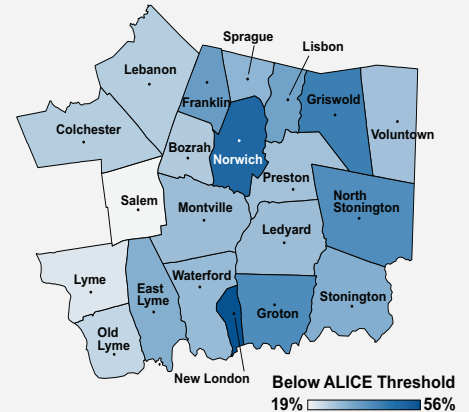 Sprague
Lisbon
Lebanon
Franklin
Griswold
Colchester
Voluntown
Bozrah
Norwich
Preston
Salem
North
Stonington
Montville
Ledyard
Lyme
East
Lyme
Waterford
Stonington
Groton
Old
Lyme
New London
Below ALICE Threshold
19% 56%